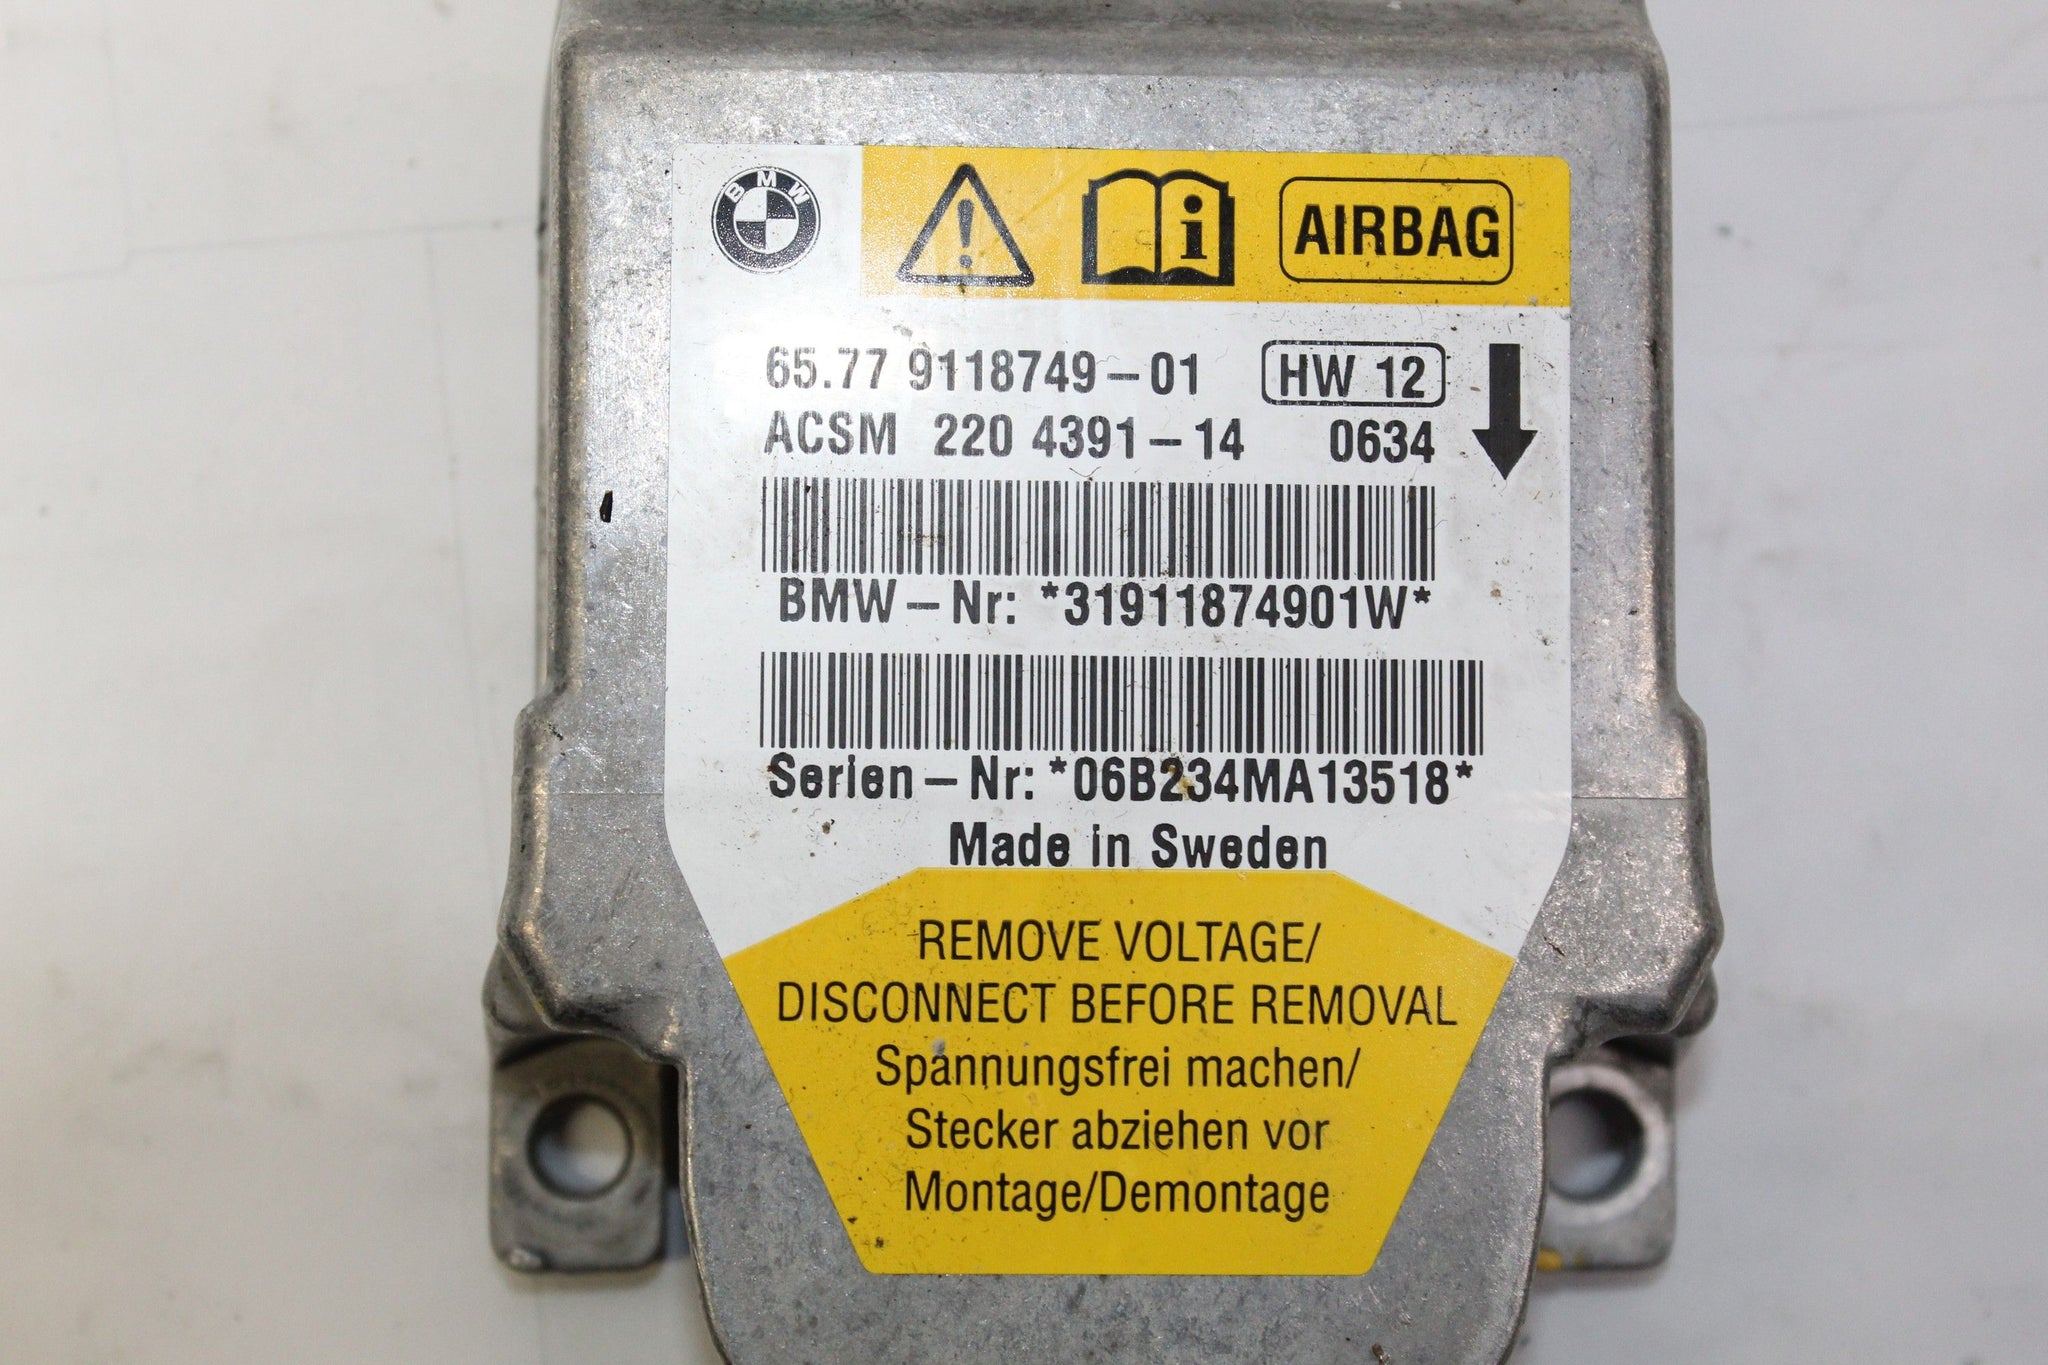 BMW
AIRBAG
65.77 9118749-01 HW 12
ACSM 220 4391-14 0634
BMW-Nr: *31911874901W*
Serien-Nr: *06B234MA13518*
Made in Sweden
REMOVE VOLTAGE/
DISCONNECT BEFORE REMOVAL
Spannungsfrei machen/
Stecker abziehen vor
Montage/Demontage